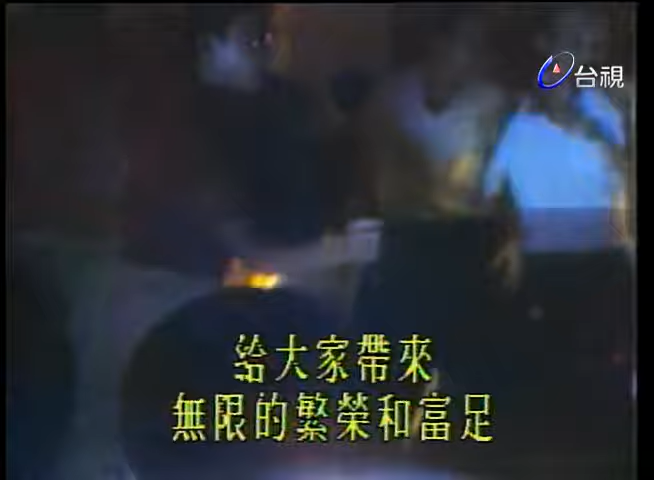 台視
給大家帶來
無限的繁榮和富足